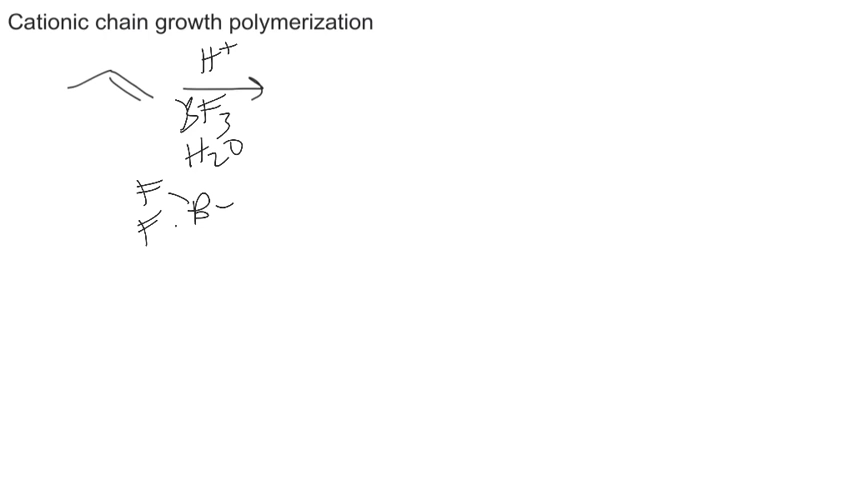 Cationic chain growth polymerization
H+
BF3
H2O
F
B-
F